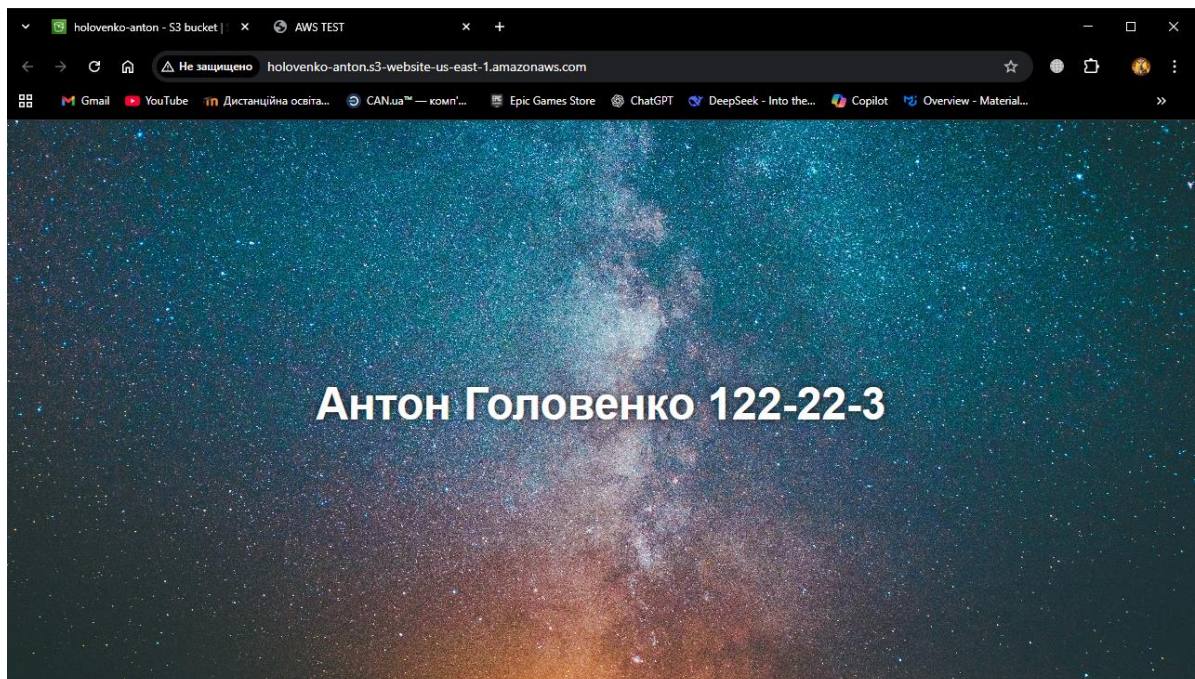 holovenko-anton - S3 bucket | S
AWS TEST
Не защищено holovenko-anton.s3-website-us-east-1.amazonaws.com
Gmail YouTube Дистанційна освіта... CAN.ua™ — комп'... Epic Games Store ChatGPT DeepSeek - Into the... Copilot Overview - Material... »
Антон Головенко 122-22-3